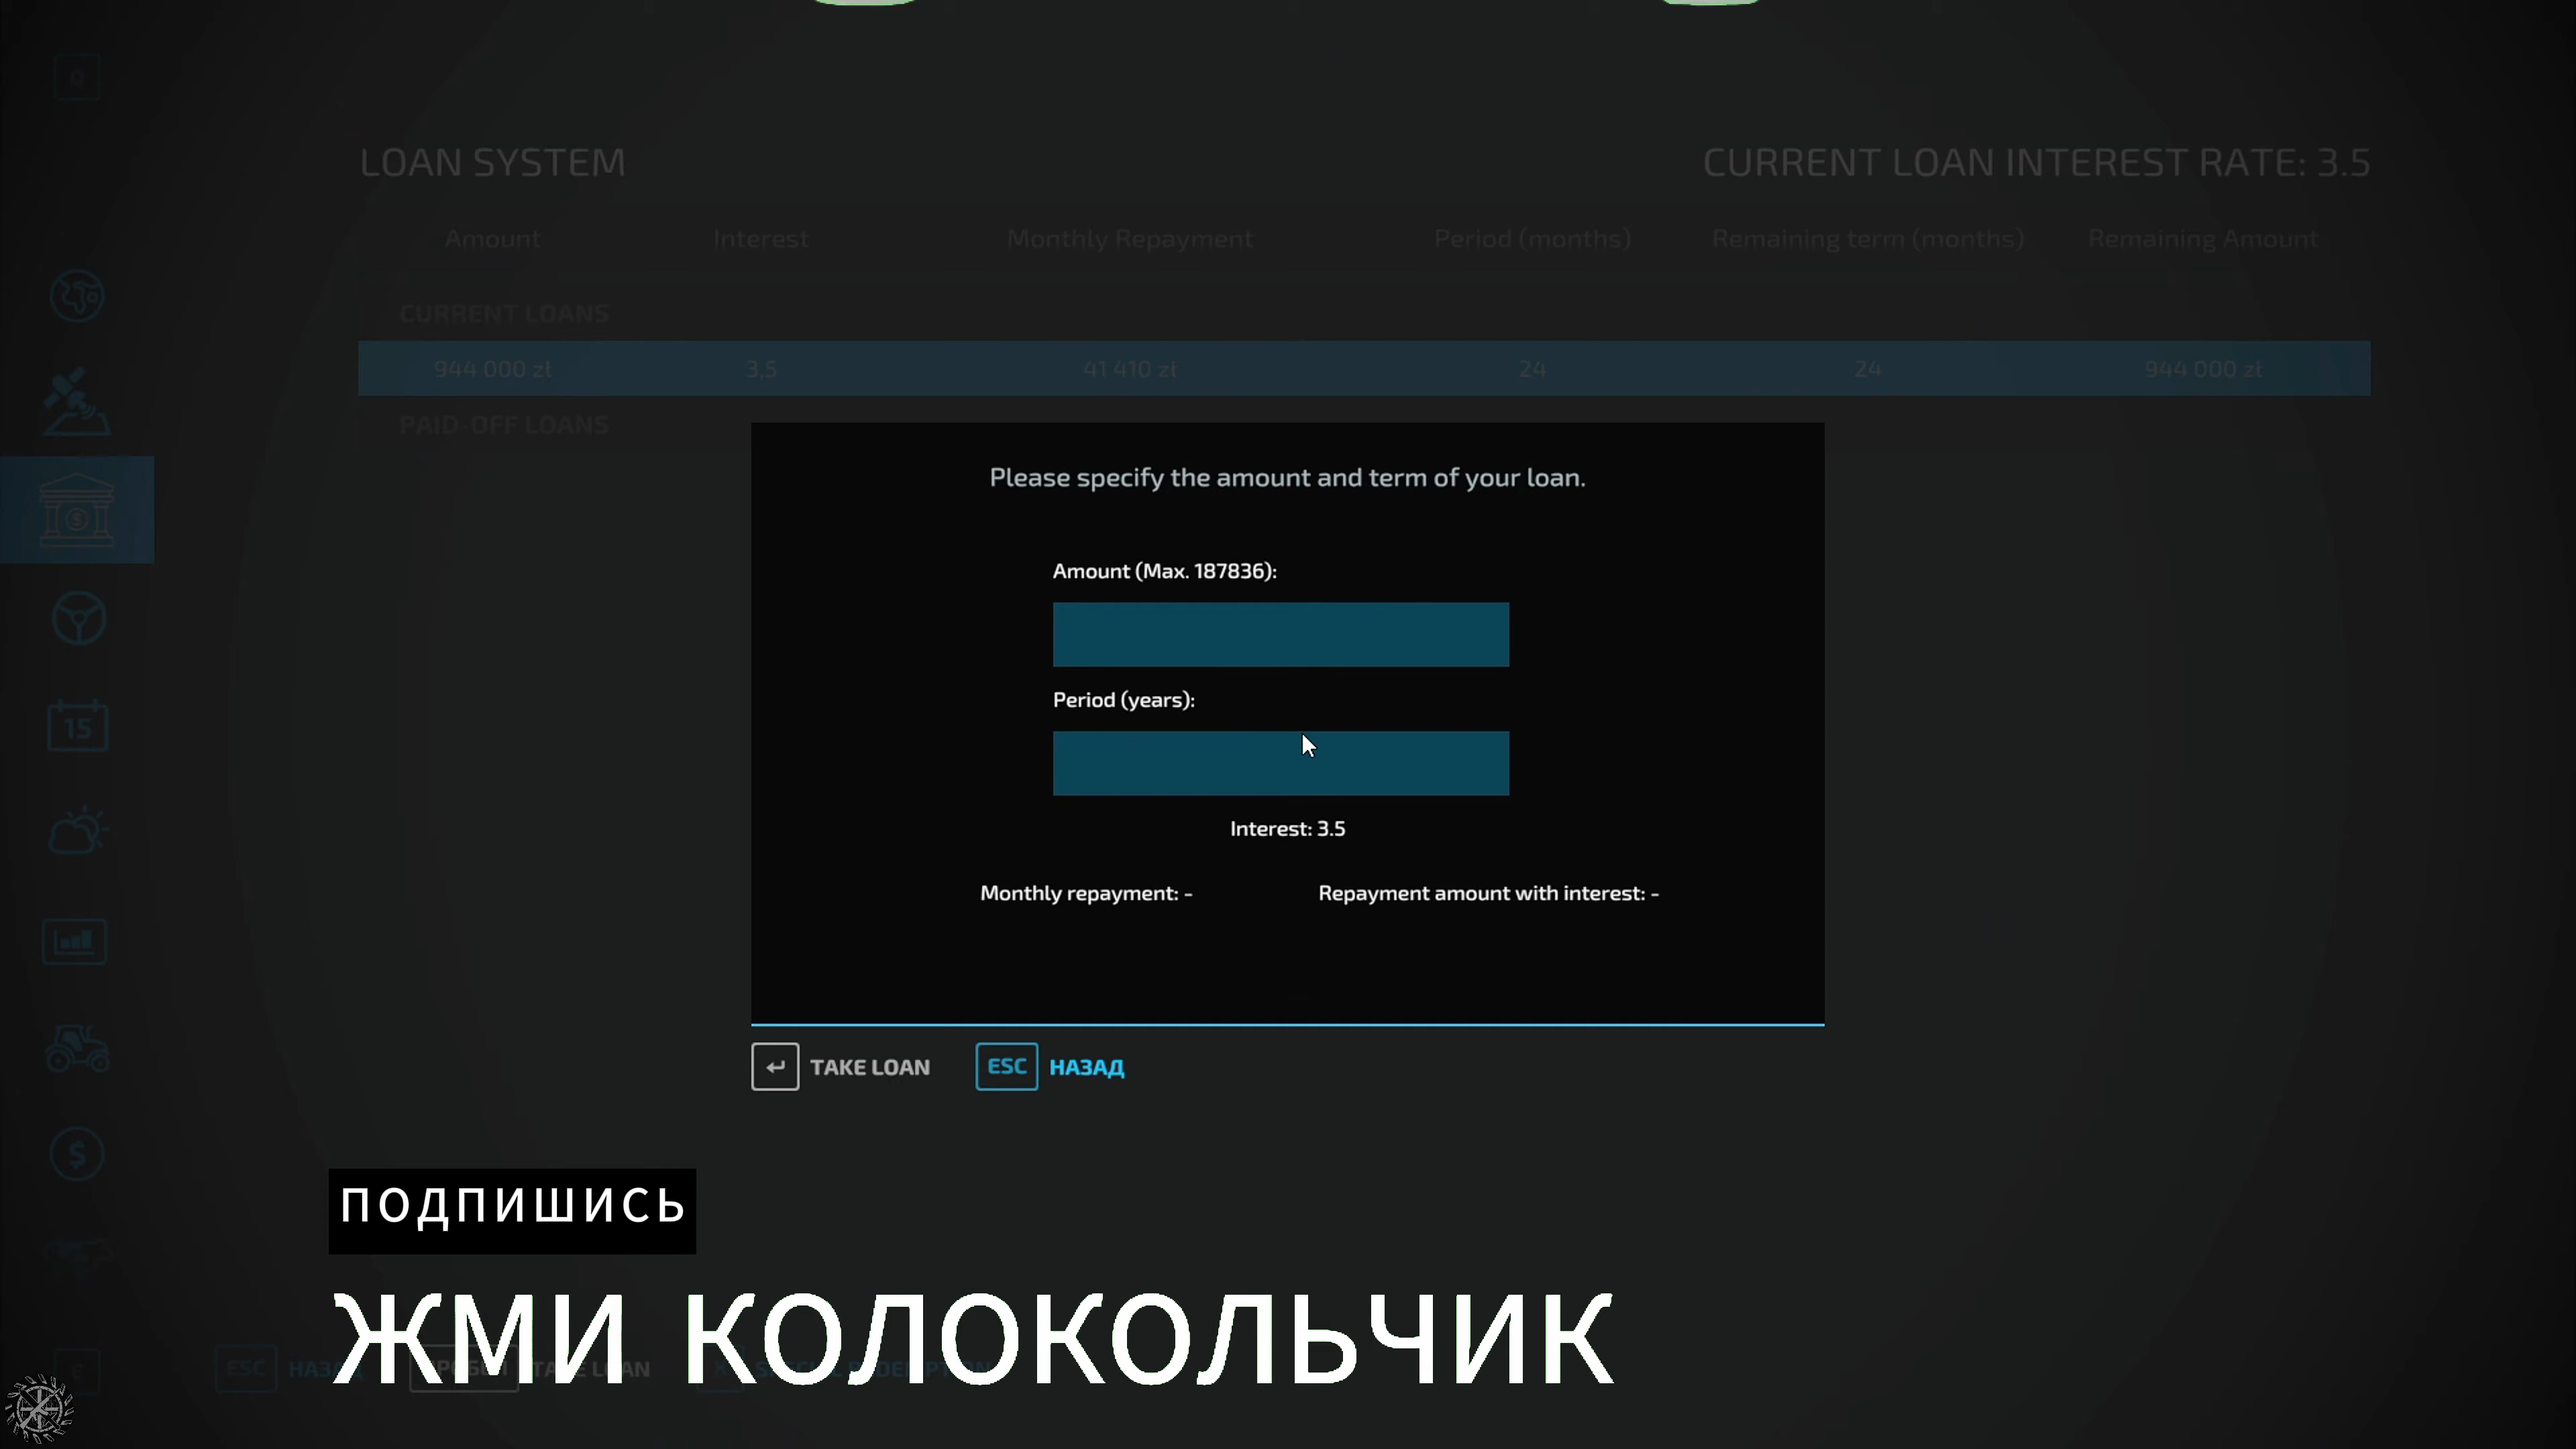 Q
LOAN SYSTEM
CURRENT LOAN INTEREST RATE: 3.5
Amount Interest Monthly Repayment Period (months) Remaining term (months) Remaining Amount
CURRENT LOANS
944 000 zł 3,5 41 410 zł 24 24 944 000 zł
PAID-OFF LOANS
Please specify the amount and term of your loan.
Amount (Max. 187836):
Period (years):
15
Interest: 3.5
Monthly repayment: - Repayment amount with interest: -
TAKE LOAN ESC НАЗАД
ПОДПИШИСЬ
ЖМИ КОЛОКОЛЬЧИК
E
ESC